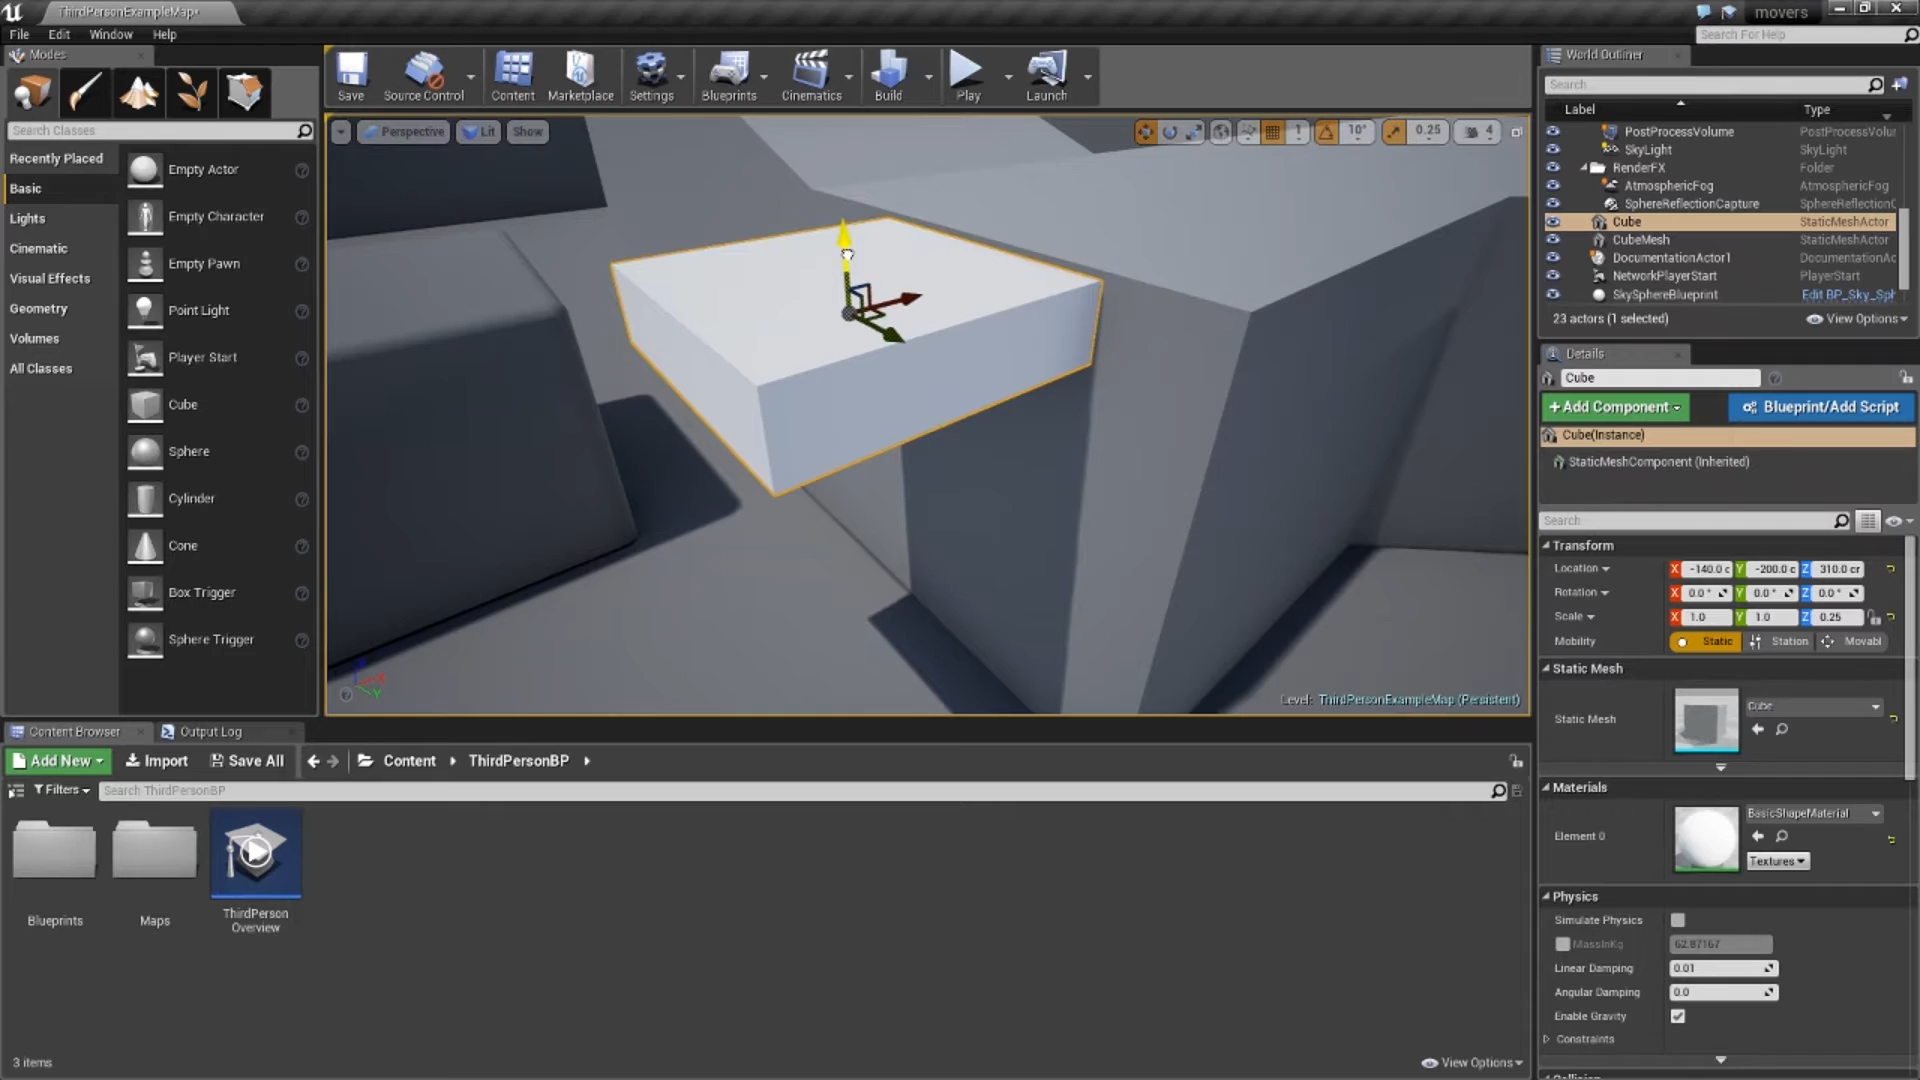 ThirdPersonExampleMap*
movers
File Edit Window Help
Search For Help
Modes
Search Classes
Recently Placed
Basic
Lights
Cinematic
Visual Effects
Geometry
Volumes
All Classes
Empty Actor
Empty Character
Empty Pawn
Point Light
Player Start
Cube
Sphere
Cylinder
Cone
Box Trigger
Sphere Trigger
Save
Source Control
Content
Marketplace
Settings
Blueprints
Cinematics
Build
Play
Launch
Perspective Lit Show
1 10° 0.25 4
Level: ThirdPersonExampleMap (Persistent)
World Outliner
Search
Label Type
PostProcessVolume PostProcessVolur
SkyLight SkyLight
RenderFX Folder
AtmosphericFog AtmosphericFog
SphereReflectionCapture SphereReflectionC
Cube StaticMeshActor
CubeMesh StaticMeshActor
DocumentationActor1 DocumentationAc
NetworkPlayerStart PlayerStart
SkySphereBlueprint Edit BP_Sky_Sph
23 actors (1 selected) View Options
Details
Cube
+Add Component Blueprint/Add Script
Cube(Instance)
StaticMeshComponent (Inherited)
Search
Transform
Location X -140.0 c Y -200.0 c Z 310.0 cr
Rotation X 0.0 ° Y 0.0 ° Z 0.0 °
Scale X 1.0 Y 1.0 Z 0.25
Mobility Static Station Movabl
Static Mesh
Static Mesh Cube
Materials
Element 0 BasicShapeMaterial
Textures
Physics
Simulate Physics
MassInKg 62.87167
Linear Damping 0.01
Angular Damping 0.0
Enable Gravity
Constraints
Content Browser Output Log
Add New Import Save All Content ThirdPersonBP
Filters Search ThirdPersonBP
Blueprints
Maps
ThirdPerson
Overview
3 items View Options